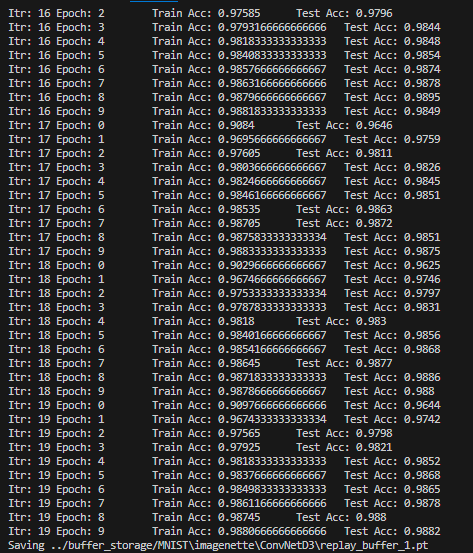 Itr: 16 Epoch: 2 Train Acc: 0.97585 Test Acc: 0.9796
Itr: 16 Epoch: 3 Train Acc: 0.9793166666666666 Test Acc: 0.9844
Itr: 16 Epoch: 4 Train Acc: 0.9818333333333333 Test Acc: 0.9848
Itr: 16 Epoch: 5 Train Acc: 0.9840833333333333 Test Acc: 0.9854
Itr: 16 Epoch: 6 Train Acc: 0.9857666666666667 Test Acc: 0.9874
Itr: 16 Epoch: 7 Train Acc: 0.9863166666666666 Test Acc: 0.9878
Itr: 16 Epoch: 8 Train Acc: 0.9879666666666667 Test Acc: 0.9895
Itr: 16 Epoch: 9 Train Acc: 0.9881833333333333 Test Acc: 0.9849
Itr: 17 Epoch: 0 Train Acc: 0.9084 Test Acc: 0.9646
Itr: 17 Epoch: 1 Train Acc: 0.9695666666666667 Test Acc: 0.9759
Itr: 17 Epoch: 2 Train Acc: 0.97605 Test Acc: 0.9811
Itr: 17 Epoch: 3 Train Acc: 0.9803666666666667 Test Acc: 0.9826
Itr: 17 Epoch: 4 Train Acc: 0.9824666666666667 Test Acc: 0.9845
Itr: 17 Epoch: 5 Train Acc: 0.9846166666666667 Test Acc: 0.9851
Itr: 17 Epoch: 6 Train Acc: 0.98535 Test Acc: 0.9863
Itr: 17 Epoch: 7 Train Acc: 0.98705 Test Acc: 0.9872
Itr: 17 Epoch: 8 Train Acc: 0.9875833333333334 Test Acc: 0.9851
Itr: 17 Epoch: 9 Train Acc: 0.9883333333333333 Test Acc: 0.9875
Itr: 18 Epoch: 0 Train Acc: 0.9029666666666667 Test Acc: 0.9625
Itr: 18 Epoch: 1 Train Acc: 0.9674666666666667 Test Acc: 0.9746
Itr: 18 Epoch: 2 Train Acc: 0.9753333333333334 Test Acc: 0.9797
Itr: 18 Epoch: 3 Train Acc: 0.9787833333333333 Test Acc: 0.9831
Itr: 18 Epoch: 4 Train Acc: 0.9818 Test Acc: 0.983
Itr: 18 Epoch: 5 Train Acc: 0.9840166666666667 Test Acc: 0.9856
Itr: 18 Epoch: 6 Train Acc: 0.9854166666666667 Test Acc: 0.9868
Itr: 18 Epoch: 7 Train Acc: 0.98645 Test Acc: 0.9877
Itr: 18 Epoch: 8 Train Acc: 0.9871833333333333 Test Acc: 0.9886
Itr: 18 Epoch: 9 Train Acc: 0.9878666666666667 Test Acc: 0.988
Itr: 19 Epoch: 0 Train Acc: 0.9097666666666666 Test Acc: 0.9644
Itr: 19 Epoch: 1 Train Acc: 0.9674333333333334 Test Acc: 0.9742
Itr: 19 Epoch: 2 Train Acc: 0.97565 Test Acc: 0.9798
Itr: 19 Epoch: 3 Train Acc: 0.97925 Test Acc: 0.9821
Itr: 19 Epoch: 4 Train Acc: 0.9818333333333333 Test Acc: 0.9852
Itr: 19 Epoch: 5 Train Acc: 0.9837666666666667 Test Acc: 0.9868
Itr: 19 Epoch: 6 Train Acc: 0.9849833333333333 Test Acc: 0.9865
Itr: 19 Epoch: 7 Train Acc: 0.9861166666666666 Test Acc: 0.9878
Itr: 19 Epoch: 8 Train Acc: 0.98745 Test Acc: 0.988
Itr: 19 Epoch: 9 Train Acc: 0.9880666666666666 Test Acc: 0.9882
Saving ../buffer_storage/MNIST\imagenette\ConvNetD3\replay_buffer_1.pt